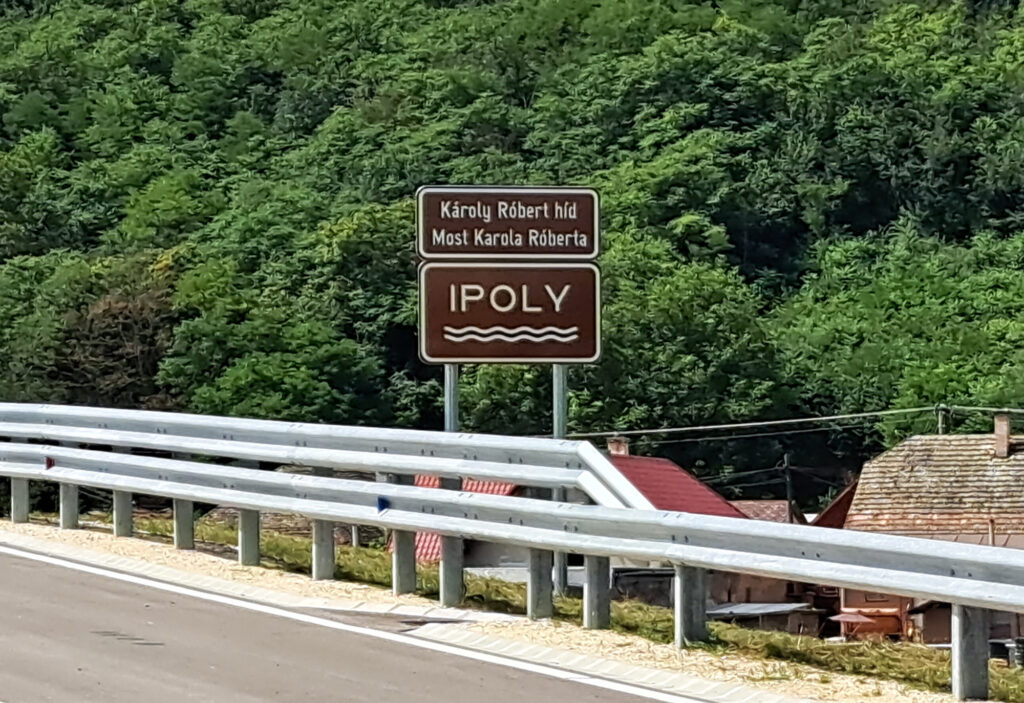 Károly Róbert híd
Most Karola Róberta
IPOLY